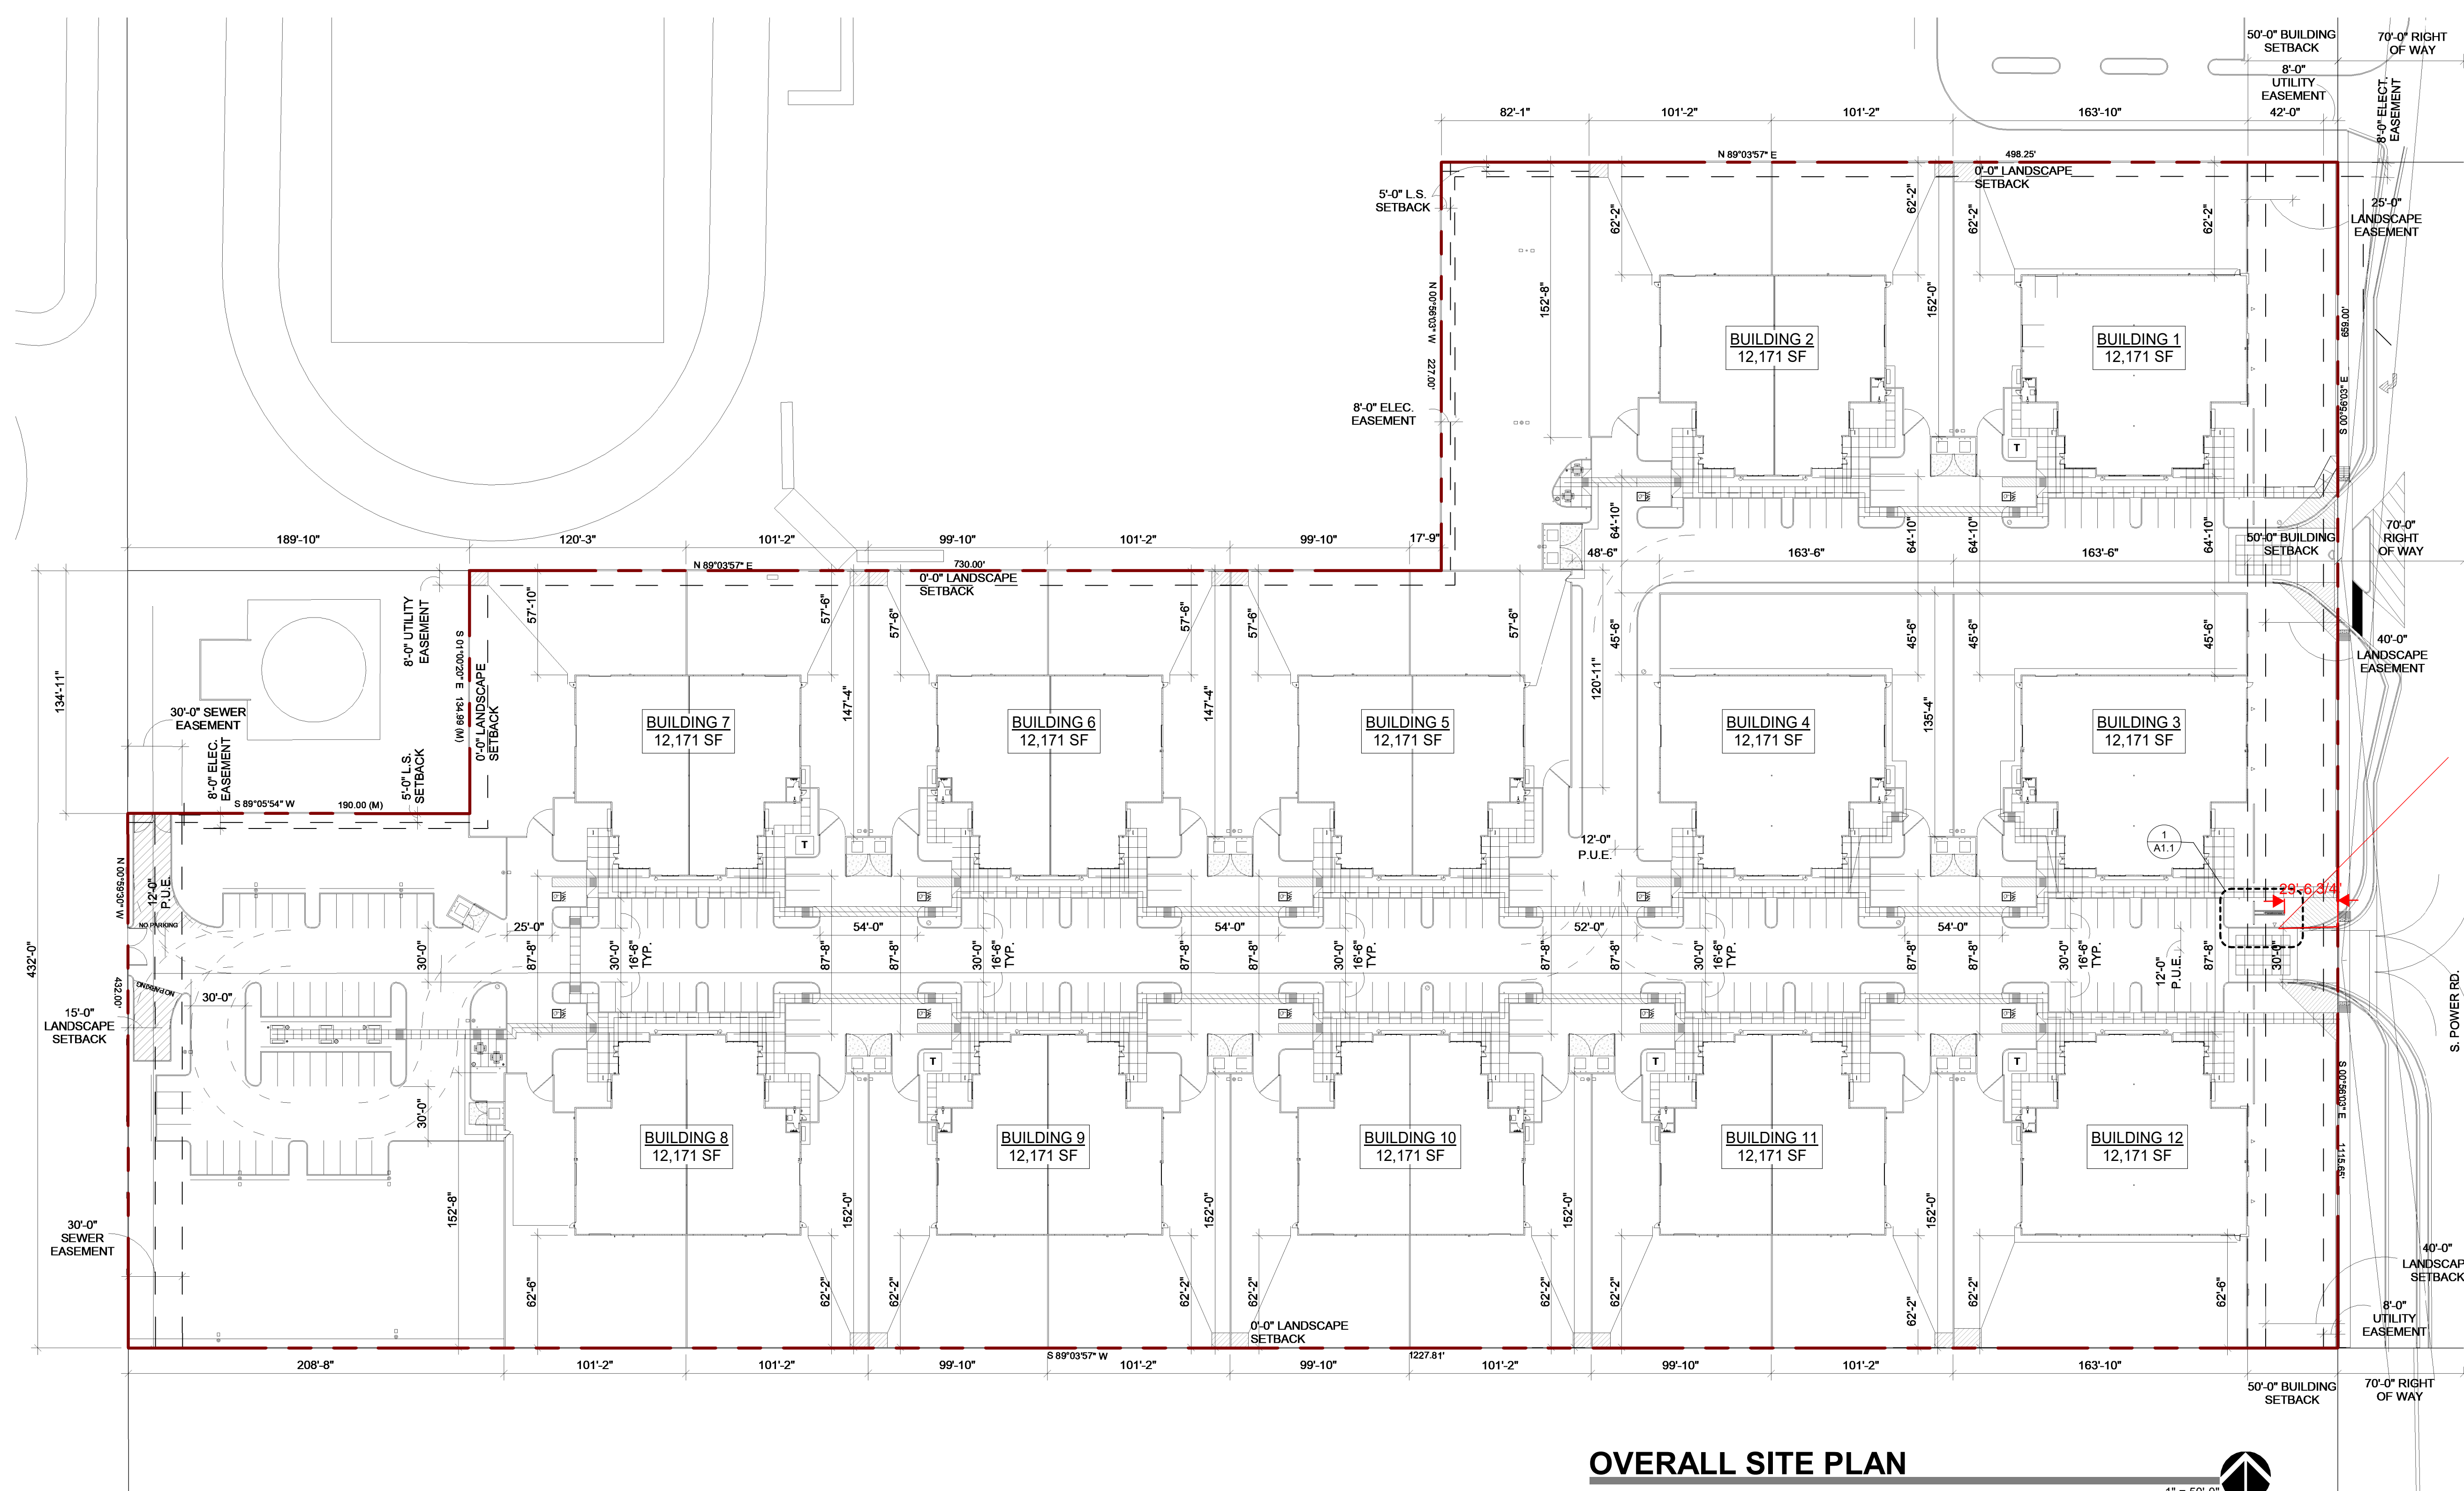 50'-0" BUILDING
SETBACK
70'-0" RIGHT
OF WAY
8'-0"
UTILITY
EASEMENT
8'-0" ELECT.
EASEMENT
82'-1"
101'-2"
101'-2"
163'-10"
42'-0"
N 89°03'57" E
498.25'
0'-0" LANDSCAPE
SETBACK
5'-0" L.S.
SETBACK
25'-0"
LANDSCAPE
EASEMENT
62'-2"
62'-2"
62'-2"
62'-2"
152'-8"
152'-0"
N 00°56'03" W
227.00'
659.00'
S 00°56'03" E
BUILDING 2
12,171 SF
BUILDING 1
12,171 SF
8'-0" ELEC.
EASEMENT
T
64'-10"
64'-10"
64'-10"
64'-10"
70'-0"
RIGHT
OF WAY
50'-0" BUILDING
SETBACK
189'-10"
120'-3"
101'-2"
99'-10"
101'-2"
99'-10"
17'-9"
48'-6"
163'-6"
163'-6"
N 89°03'57" E
730.00'
0'-0" LANDSCAPE
SETBACK
8'-0" UTILITY
EASEMENT
57'-10"
57'-6"
57'-6"
57'-6"
57'-6"
57'-6"
45'-6"
45'-6"
45'-6"
45'-6"
40'-0"
LANDSCAPE
EASEMENT
134'-11"
S 01°00'20" E 134.99 (M)
0'-0" LANDSCAPE
SETBACK
147'-4"
147'-4"
120'-11"
135'-4"
30'-0" SEWER
EASEMENT
8'-0" ELEC.
EASEMENT
5'-0" L.S.
SETBACK
S 89°05'54" W
190.00 (M)
BUILDING 7
12,171 SF
BUILDING 6
12,171 SF
BUILDING 5
12,171 SF
BUILDING 4
12,171 SF
BUILDING 3
12,171 SF
1
A1.1
T
12'-0"
P.U.E.
29'-6 3/4"
N 00°59'30" W
12'-0"
P.U.E.
NO PARKING
NO PARKING
432'-0"
432.00'
25'-0"
54'-0"
54'-0"
52'-0"
54'-0"
30'-0"
87'-8"
30'-0"
16'-6"
TYP.
87'-8"
87'-8"
30'-0"
16'-6"
TYP.
87'-8"
87'-8"
30'-0"
16'-6"
TYP.
87'-8"
87'-8"
30'-0"
16'-6"
TYP.
87'-8"
87'-8"
30'-0"
16'-6"
TYP.
12'-0"
P.U.E.
87'-8"
30'-0"
30'-0"
15'-0"
LANDSCAPE
SETBACK
S. POWER RD.
T
T
T
30'-0"
S 00°56'03" E
1115.65'
BUILDING 8
12,171 SF
BUILDING 9
12,171 SF
BUILDING 10
12,171 SF
BUILDING 11
12,171 SF
BUILDING 12
12,171 SF
152'-8"
152'-0"
152'-0"
152'-0"
152'-0"
30'-0"
SEWER
EASEMENT
62'-6"
62'-2"
62'-2"
62'-2"
62'-2"
62'-2"
62'-2"
62'-2"
62'-2"
62'-6"
40'-0"
LANDSCAP
SETBACK
8'-0"
UTILITY
EASEMENT
0'-0" LANDSCAPE
SETBACK
S 89°03'57" W
1227.81'
208'-8"
101'-2"
101'-2"
99'-10"
101'-2"
99'-10"
101'-2"
99'-10"
101'-2"
163'-10"
50'-0" BUILDING
SETBACK
70'-0" RIGHT
OF WAY
OVERALL SITE PLAN